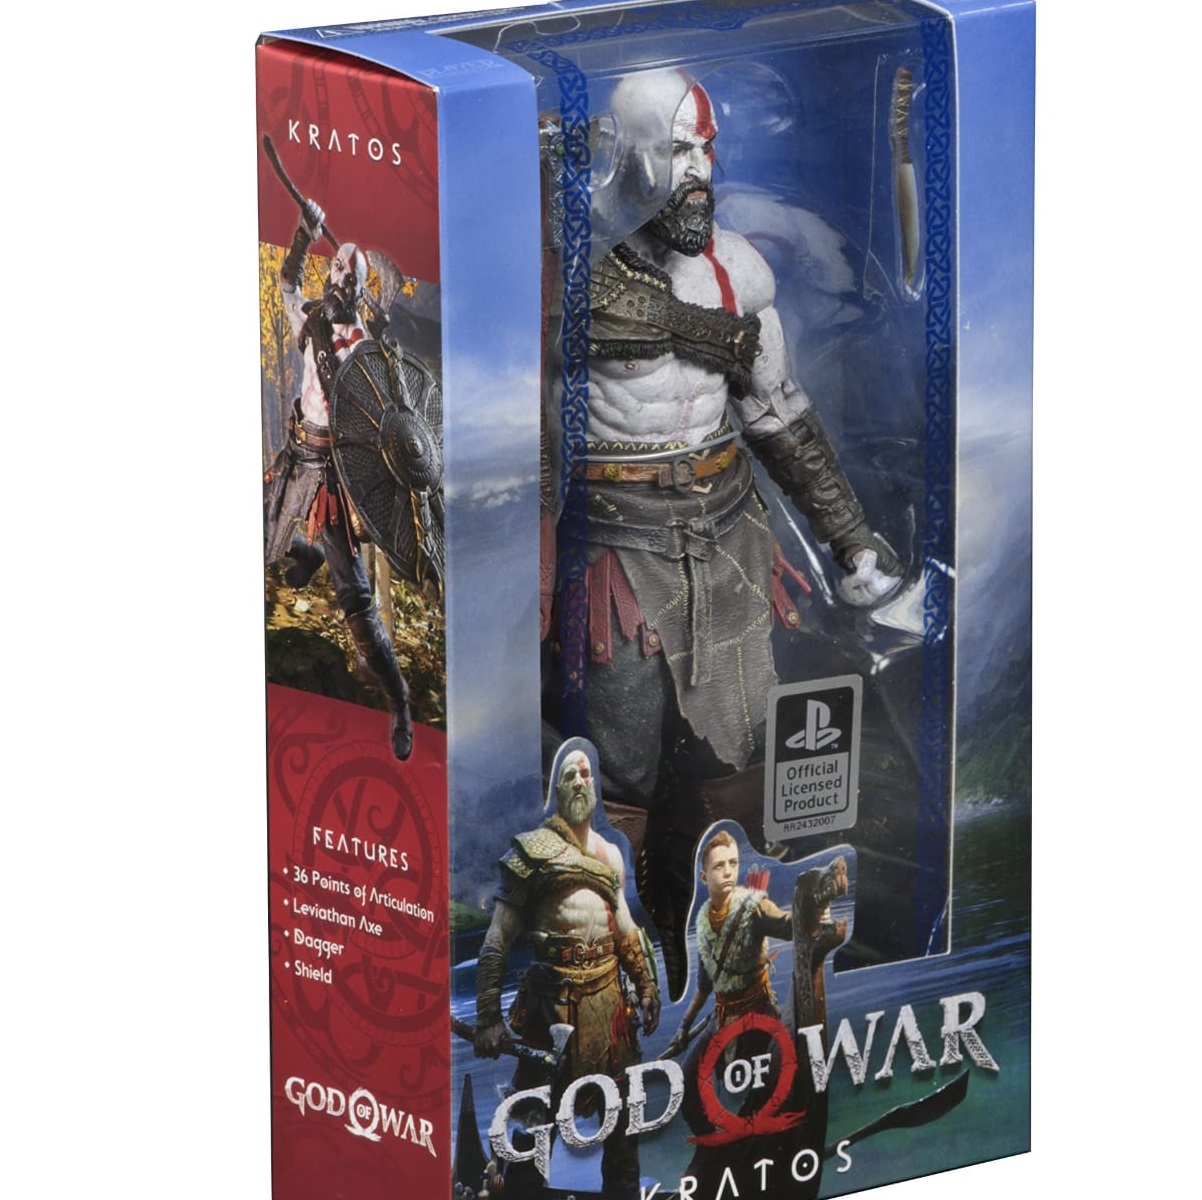 KRATOS
FEATURES
• 36 Points of Articulation
• Leviathan Axe
• Dagger
• Shield
GOD OF WAR
Official
Licensed
Product
RR2432007
GOD OF WAR
KRATOS